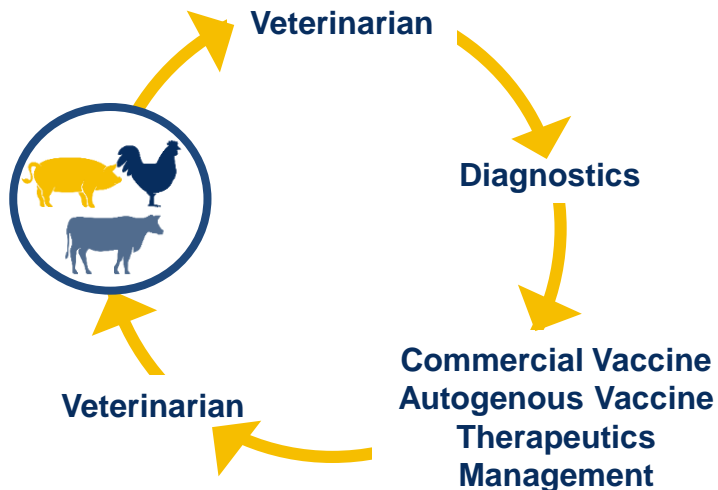 Veterinarian
Diagnostics
Commercial Vaccine
Autogenous Vaccine
Therapeutics
Management
Veterinarian